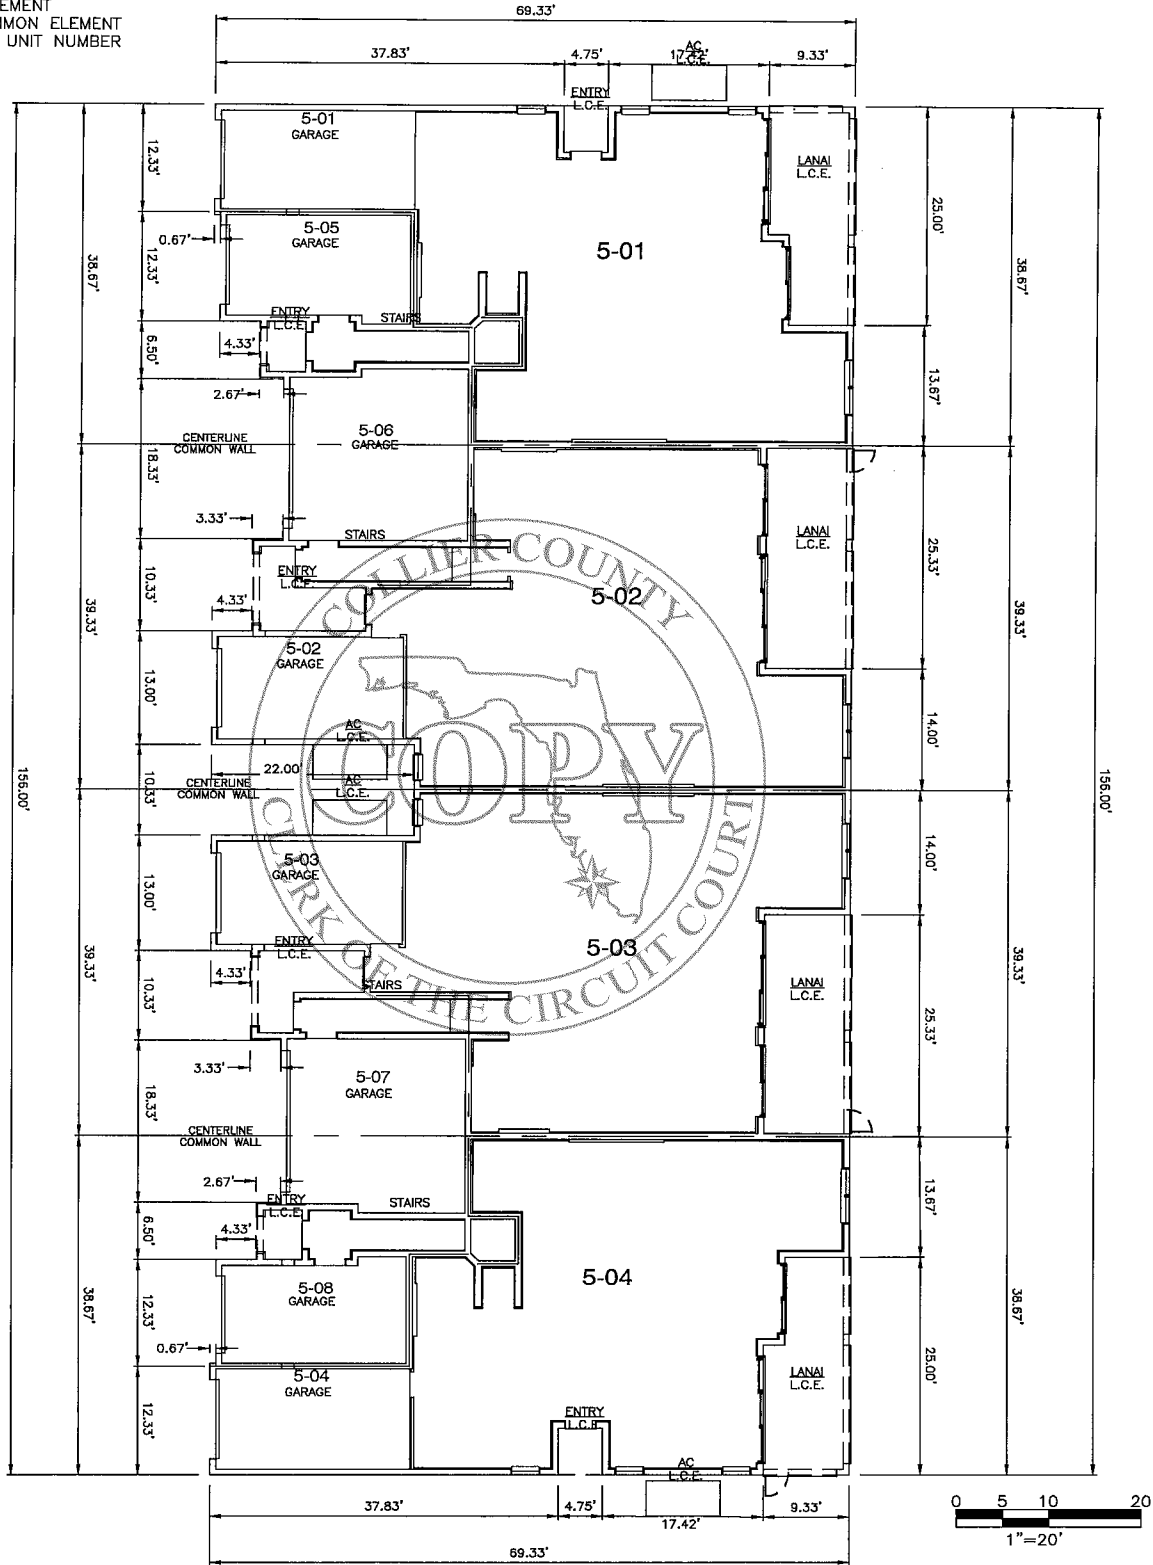 EMENT
MON ELEMENT
UNIT NUMBER
69.33'
37.83'
4.75'
17.42'
9.33'
AC
L.C.E.
ENTRY
L.C.E.
5-01
GARAGE
12.33'
LANAI
L.C.E.
25.00'
5-05
GARAGE
0.67'
12.33'
5-01
38.67'
38.67'
ENTRY
L.C.E.
STAIRS
4.33'
6.50'
2.67'
13.67'
5-06
GARAGE
CENTERLINE
COMMON WALL
18.33'
3.33'
STAIRS
LANAI
L.C.E.
25.33'
ENTRY
L.C.E.
10.33'
4.33'
5-02
39.33'
39.33'
5-02
GARAGE
13.00'
AC
L.C.E.
14.00'
22.00'
10.33'
CENTERLINE
COMMON WALL
AC
L.C.E.
156.00'
156.00'
COLLIER COUNTY
COPY
CLERK OF THE CIRCUIT COURT
14.00'
5-03
GARAGE
13.00'
ENTRY
L.C.E.
5-03
4.33'
10.33'
STAIRS
39.33'
39.33'
LANAI
L.C.E.
25.33'
3.33'
5-07
GARAGE
18.33'
CENTERLINE
COMMON WALL
2.67'
ENTRY
L.C.E.
STAIRS
13.67'
4.33'
6.50'
5-04
5-08
GARAGE
12.33'
38.67'
38.67'
0.67'
5-04
GARAGE
12.33'
LANAI
L.C.E.
25.00'
ENTRY
L.C.E
AC
L.C.E.
37.83'
4.75'
17.42'
9.33'
69.33'
0 5 10 20
1"=20'